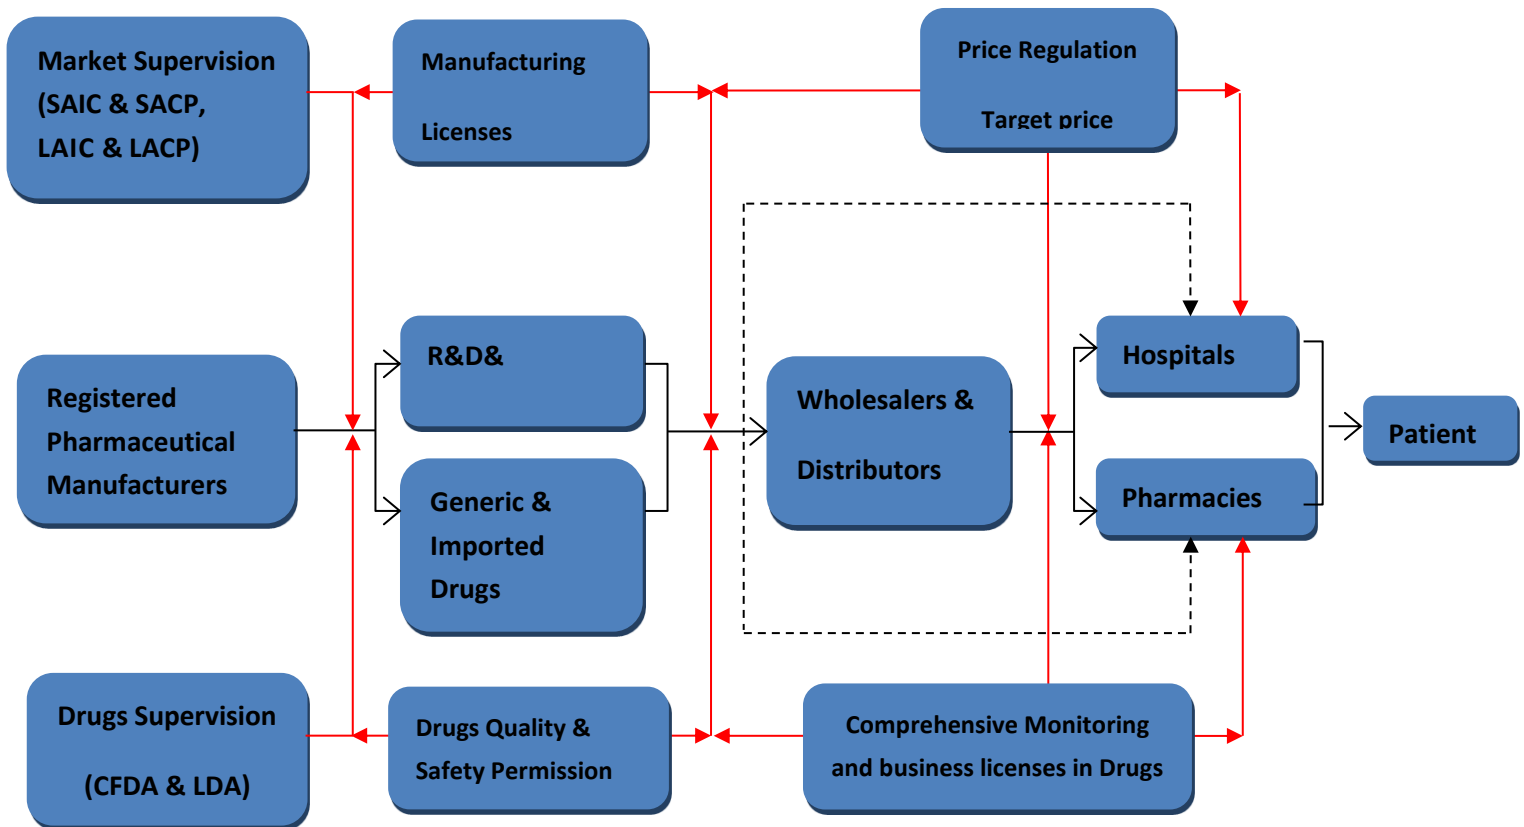 Market Supervision
(SAIC & SACP,
LAIC & LACP)
Manufacturing
Licenses
Price Regulation
Target price
Registered
Pharmaceutical
Manufacturers
R&D&
Generic &
Imported
Drugs
Wholesalers &
Distributors
Hospitals
Pharmacies
Patient
Drugs Supervision
(CFDA & LDA)
Drugs Quality &
Safety Permission
Comprehensive Monitoring
and business licenses in Drugs